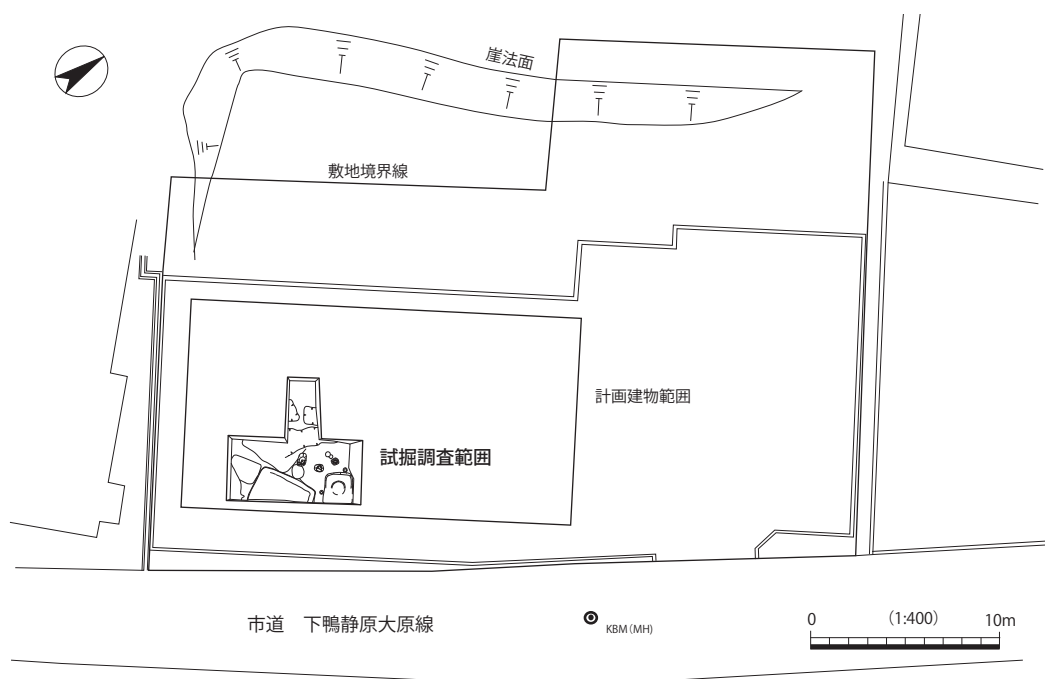 崖法面
敷地境界線
計画建物範囲
試掘調査範囲
市道 下鴨静原大原線
KBM(MH)
0 (1:400) 10m